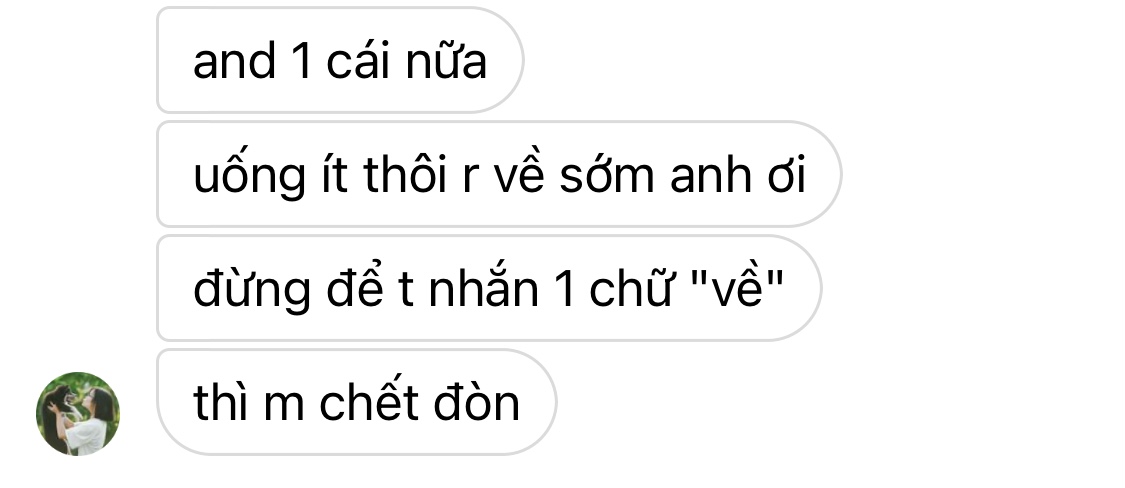 and 1 cái nữa
uống ít thôi r về sớm anh ơi
đừng để t nhắn 1 chữ "về"
thì m chết đòn